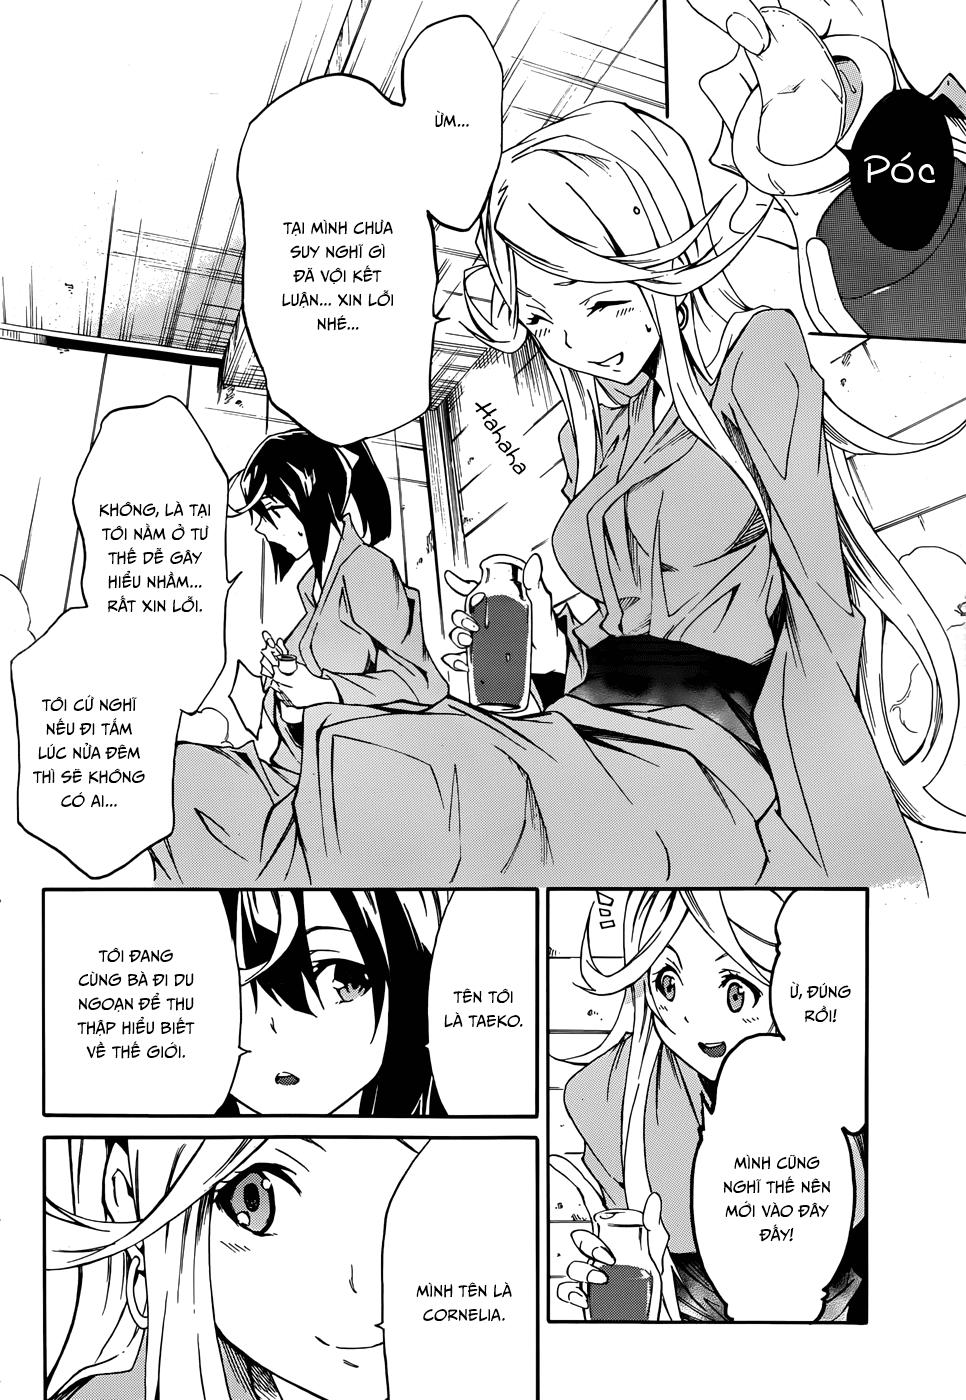 PÓC
ỪM...
TẠI MÌNH CHƯA
SUY NGHĨ GÌ
ĐÃ VỘI KẾT
LUẬN... XIN LỖI
NHÉ...
Hahaha
KHÔNG, LÀ TẠI
TÔI NẰM Ở TƯ
THẾ DỄ GÂY
HIỂU NHẦM...
RẤT XIN LỖI.
TÔI CỨ NGHĨ
NẾU ĐI TẮM
LÚC NỬA ĐÊM
THÌ SẼ KHÔNG
CÓ AI...
Ừ, ĐÚNG
RỒI!
MÌNH CŨNG
NGHĨ THẾ NÊN
MỚI VÀO ĐÂY
ĐẤY!
TÊN TÔI
LÀ TAEKO.
TÔI ĐANG
CÙNG BÀ ĐI DU
NGOẠN ĐỂ THU
THẬP HIỂU BIẾT
VỀ THẾ GIỚI.
MÌNH TÊN LÀ
CORNELIA.